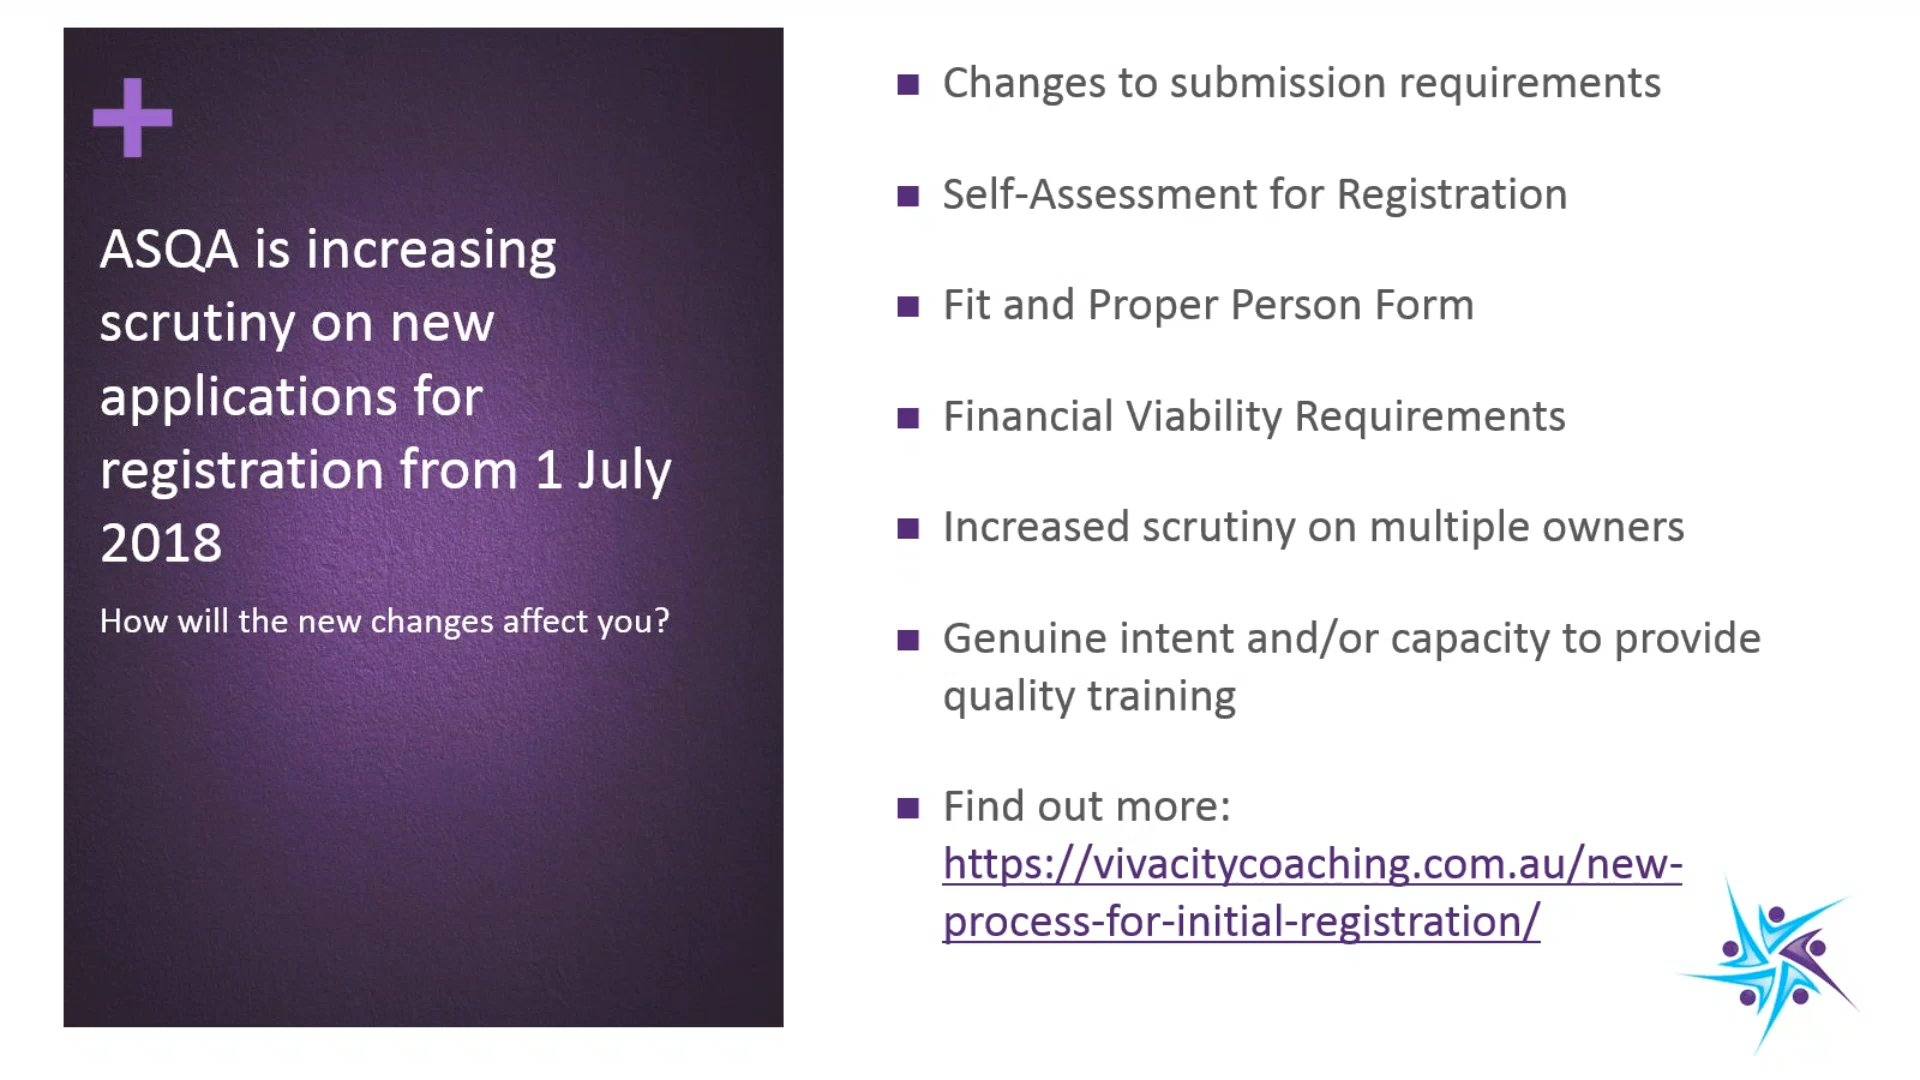 ASQA is increasing
scrutiny on new
applications for
registration from 1 July
2018
How will the new changes affect you?
Changes to submission requirements
Self-Assessment for Registration
Fit and Proper Person Form
Financial Viability Requirements
Increased scrutiny on multiple owners
Genuine intent and/or capacity to provide
quality training
Find out more:
https://vivacitycoaching.com.au/new-
process-for-initial-registration/